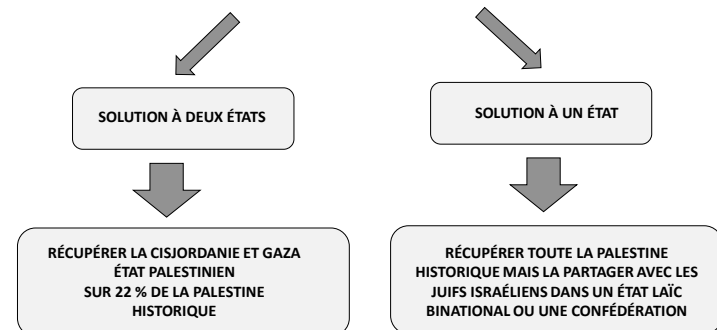 SOLUTION À DEUX ÉTATS
SOLUTION À UN ÉTAT
RÉCUPÉRER LA CISJORDANIE ET GAZA
ÉTAT PALESTINIEN
SUR 22 % DE LA PALESTINE
HISTORIQUE
RÉCUPÉRER TOUTE LA PALESTINE
HISTORIQUE MAIS LA PARTAGER AVEC LES
JUIFS ISRAÉLIENS DANS UN ÉTAT LAÏC
BINATIONAL OU UNE CONFÉDÉRATION